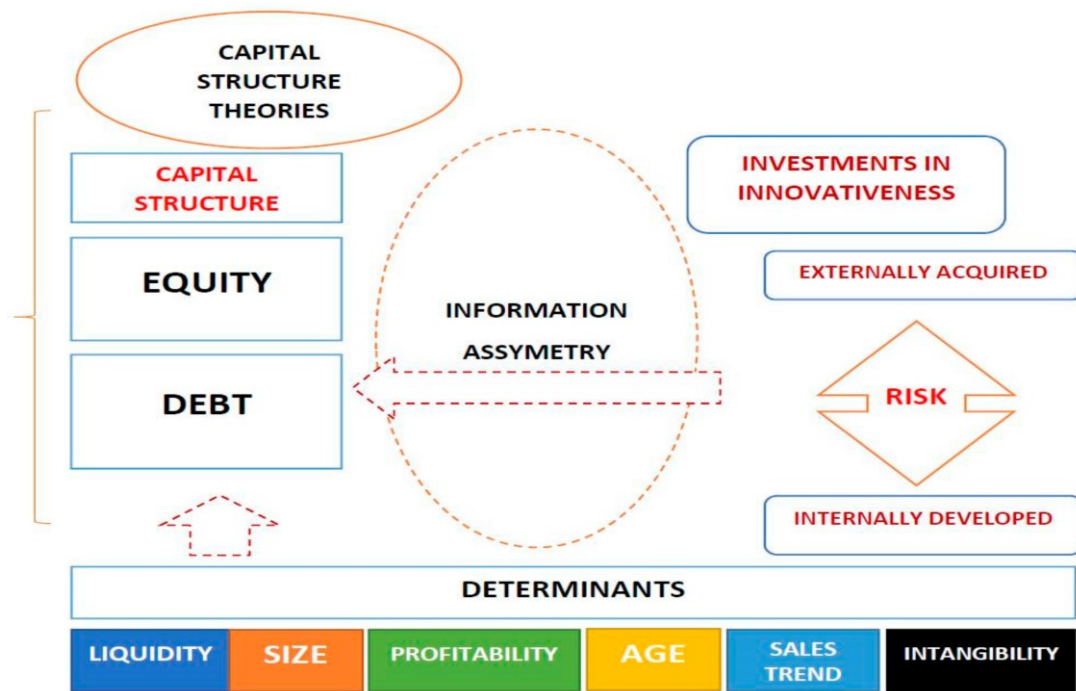 CAPITAL
STRUCTURE
THEORIES
CAPITAL
STRUCTURE
EQUITY
DEBT
INFORMATION
ASSYMETRY
INVESTMENTS IN
INNOVATIVENESS
EXTERNALLY ACQUIRED
RISK
INTERNALLY DEVELOPED
DETERMINANTS
LIQUIDITY
SIZE
PROFITABILITY
AGE
SALES
TREND
INTANGIBILITY